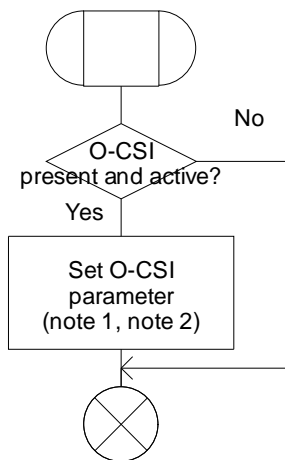 No
O-CSI
present and active?
Yes
Set O-CSI
parameter
(note 1, note 2)